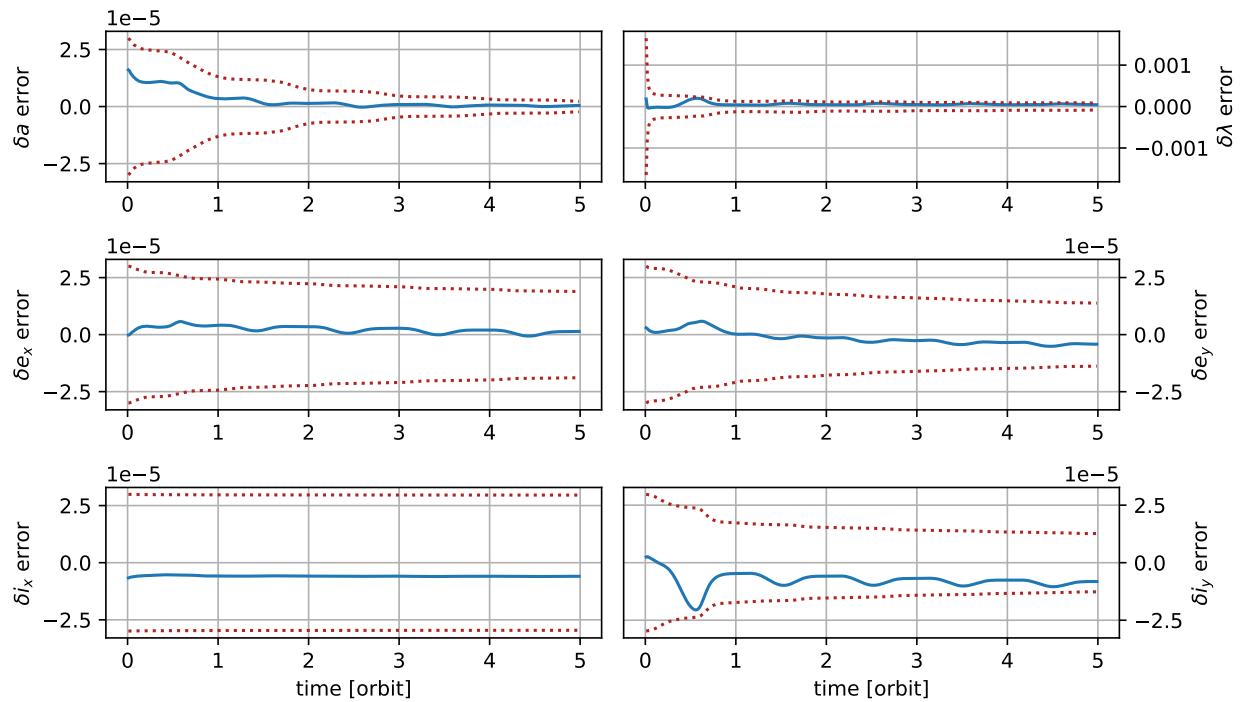 1e−5
2.5
0.0
−2.5
δa error
0 1 2 3 4 5
0.001
0.000
−0.001
δλ error
0 1 2 3 4 5
1e−5
2.5
0.0
−2.5
δeₓ error
0 1 2 3 4 5
1e−5
2.5
0.0
−2.5
δe_y error
0 1 2 3 4 5
1e−5
2.5
0.0
−2.5
δiₓ error
0 1 2 3 4 5
time [orbit]
1e−5
2.5
0.0
−2.5
δi_y error
0 1 2 3 4 5
time [orbit]